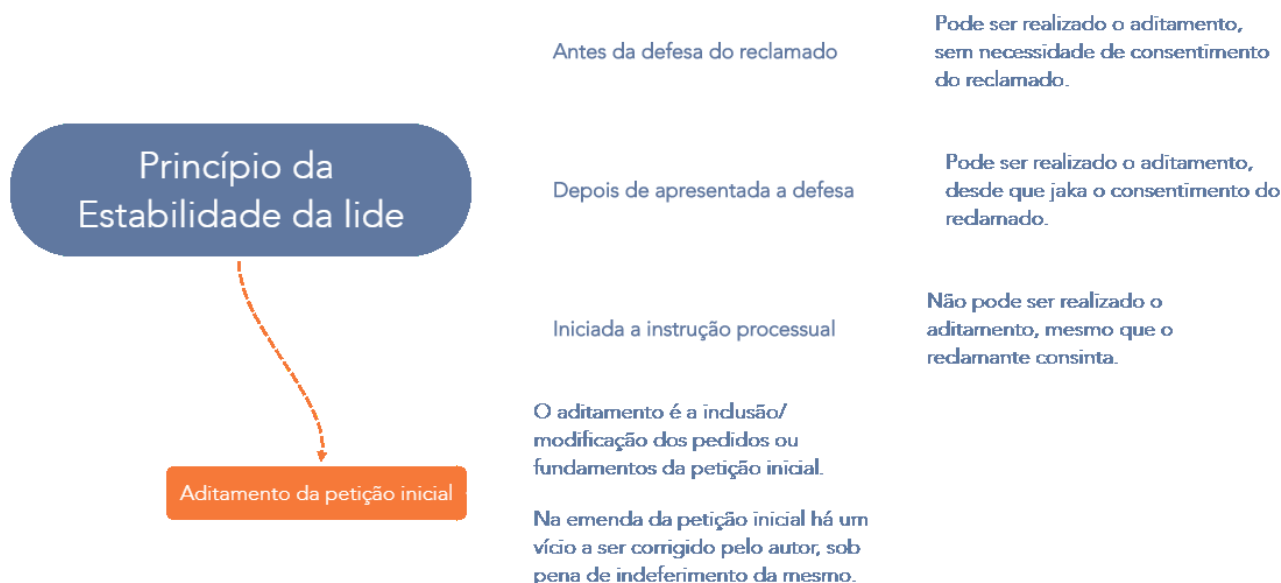 Princípio da
Estabilidade da lide
Antes da defesa do reclamado
Pode ser realizado o aditamento,
sem necessidade de consentimento
do reclamado.
Depois de apresentada a defesa
Pode ser realizado o aditamento,
desde que jaka o consentimento do
reclamado.
Iniciada a instrução processual
Não pode ser realizado o
aditamento, mesmo que o
reclamante consinta.
Aditamento da petição inicial
O aditamento é a inclusão/
modificação dos pedidos ou
fundamentos da petição inicial.
Na emenda da petição inicial há um
vício a ser corrigido pelo autor, sob
pena de indeferimento da mesmo.